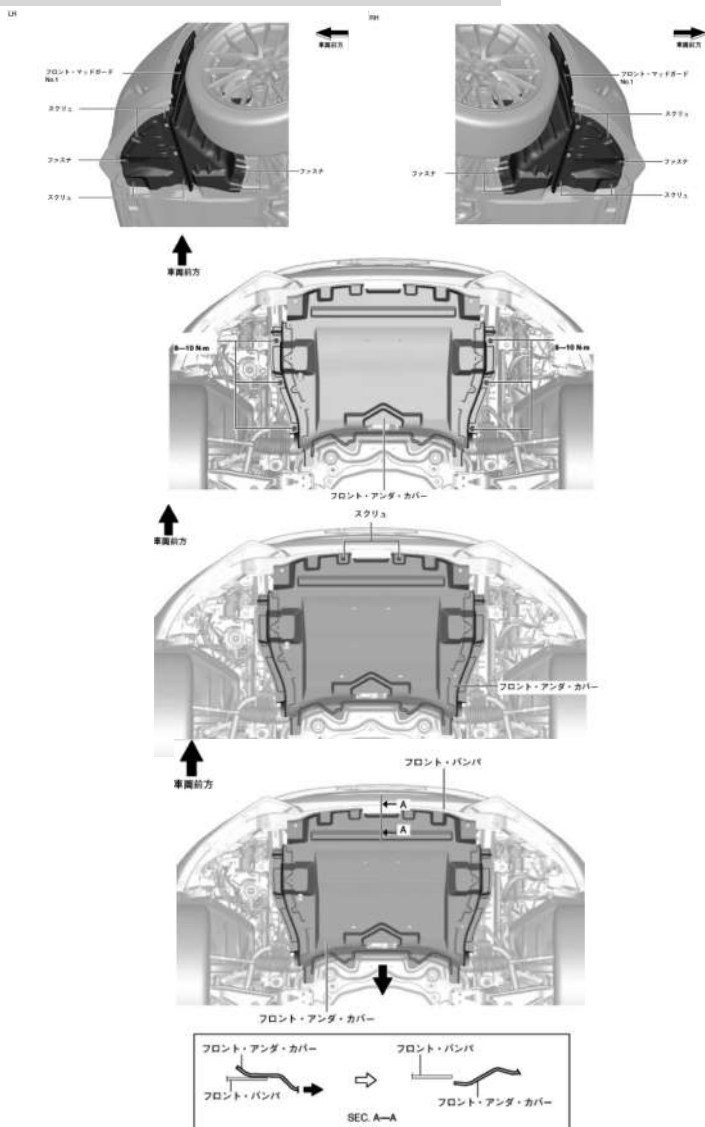 LH
RH
車両前方
車両前方
フロント・マッドガード
No.1
フロント・マッドガード
No.1
スクリュ
スクリュ
ファスナ
ファスナ
ファスナ
ファスナ
スクリュ
スクリュ
車両前方
8—10 N·m
8—10 N·m
フロント・アンダ・カバー
スクリュ
車両前方
フロント・アンダ・カバー
フロント・バンパ
車両前方
A
A
フロント・アンダ・カバー
フロント・アンダ・カバー
フロント・バンパ
フロント・バンパ
フロント・アンダ・カバー
SEC. A—A